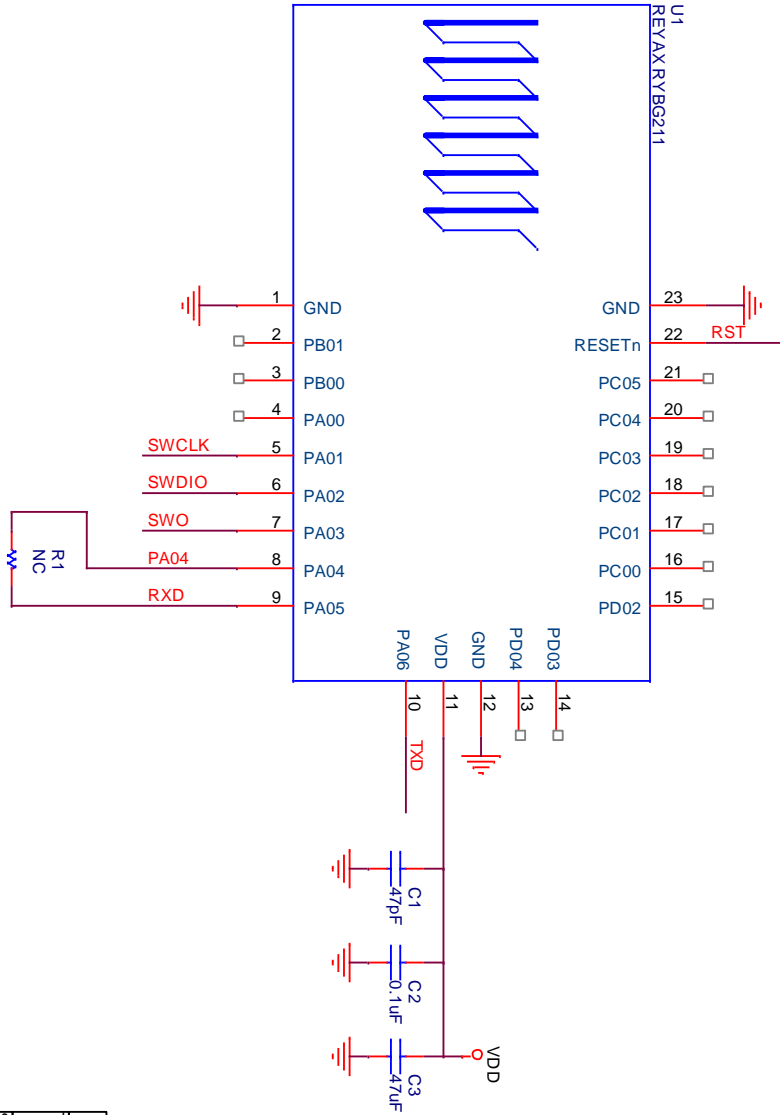 U1
REYAX RYBG211
1 GND
2 PB01
3 PB00
4 PA00
SWCLK 5 PA01
SWDIO 6 PA02
SWO 7 PA03
PA04 8 PA04
RXD 9 PA05
R1
NC
GND 23
RESETn 22 RST
PC05 21
PC04 20
PC03 19
PC02 18
PC01 17
PC00 16
PD02 15
PA06 10 TXD
VDD 11
GND 12
PD04 13
PD03 14
C1
47pF
C2
0.1uF
C3
47uF
VDD